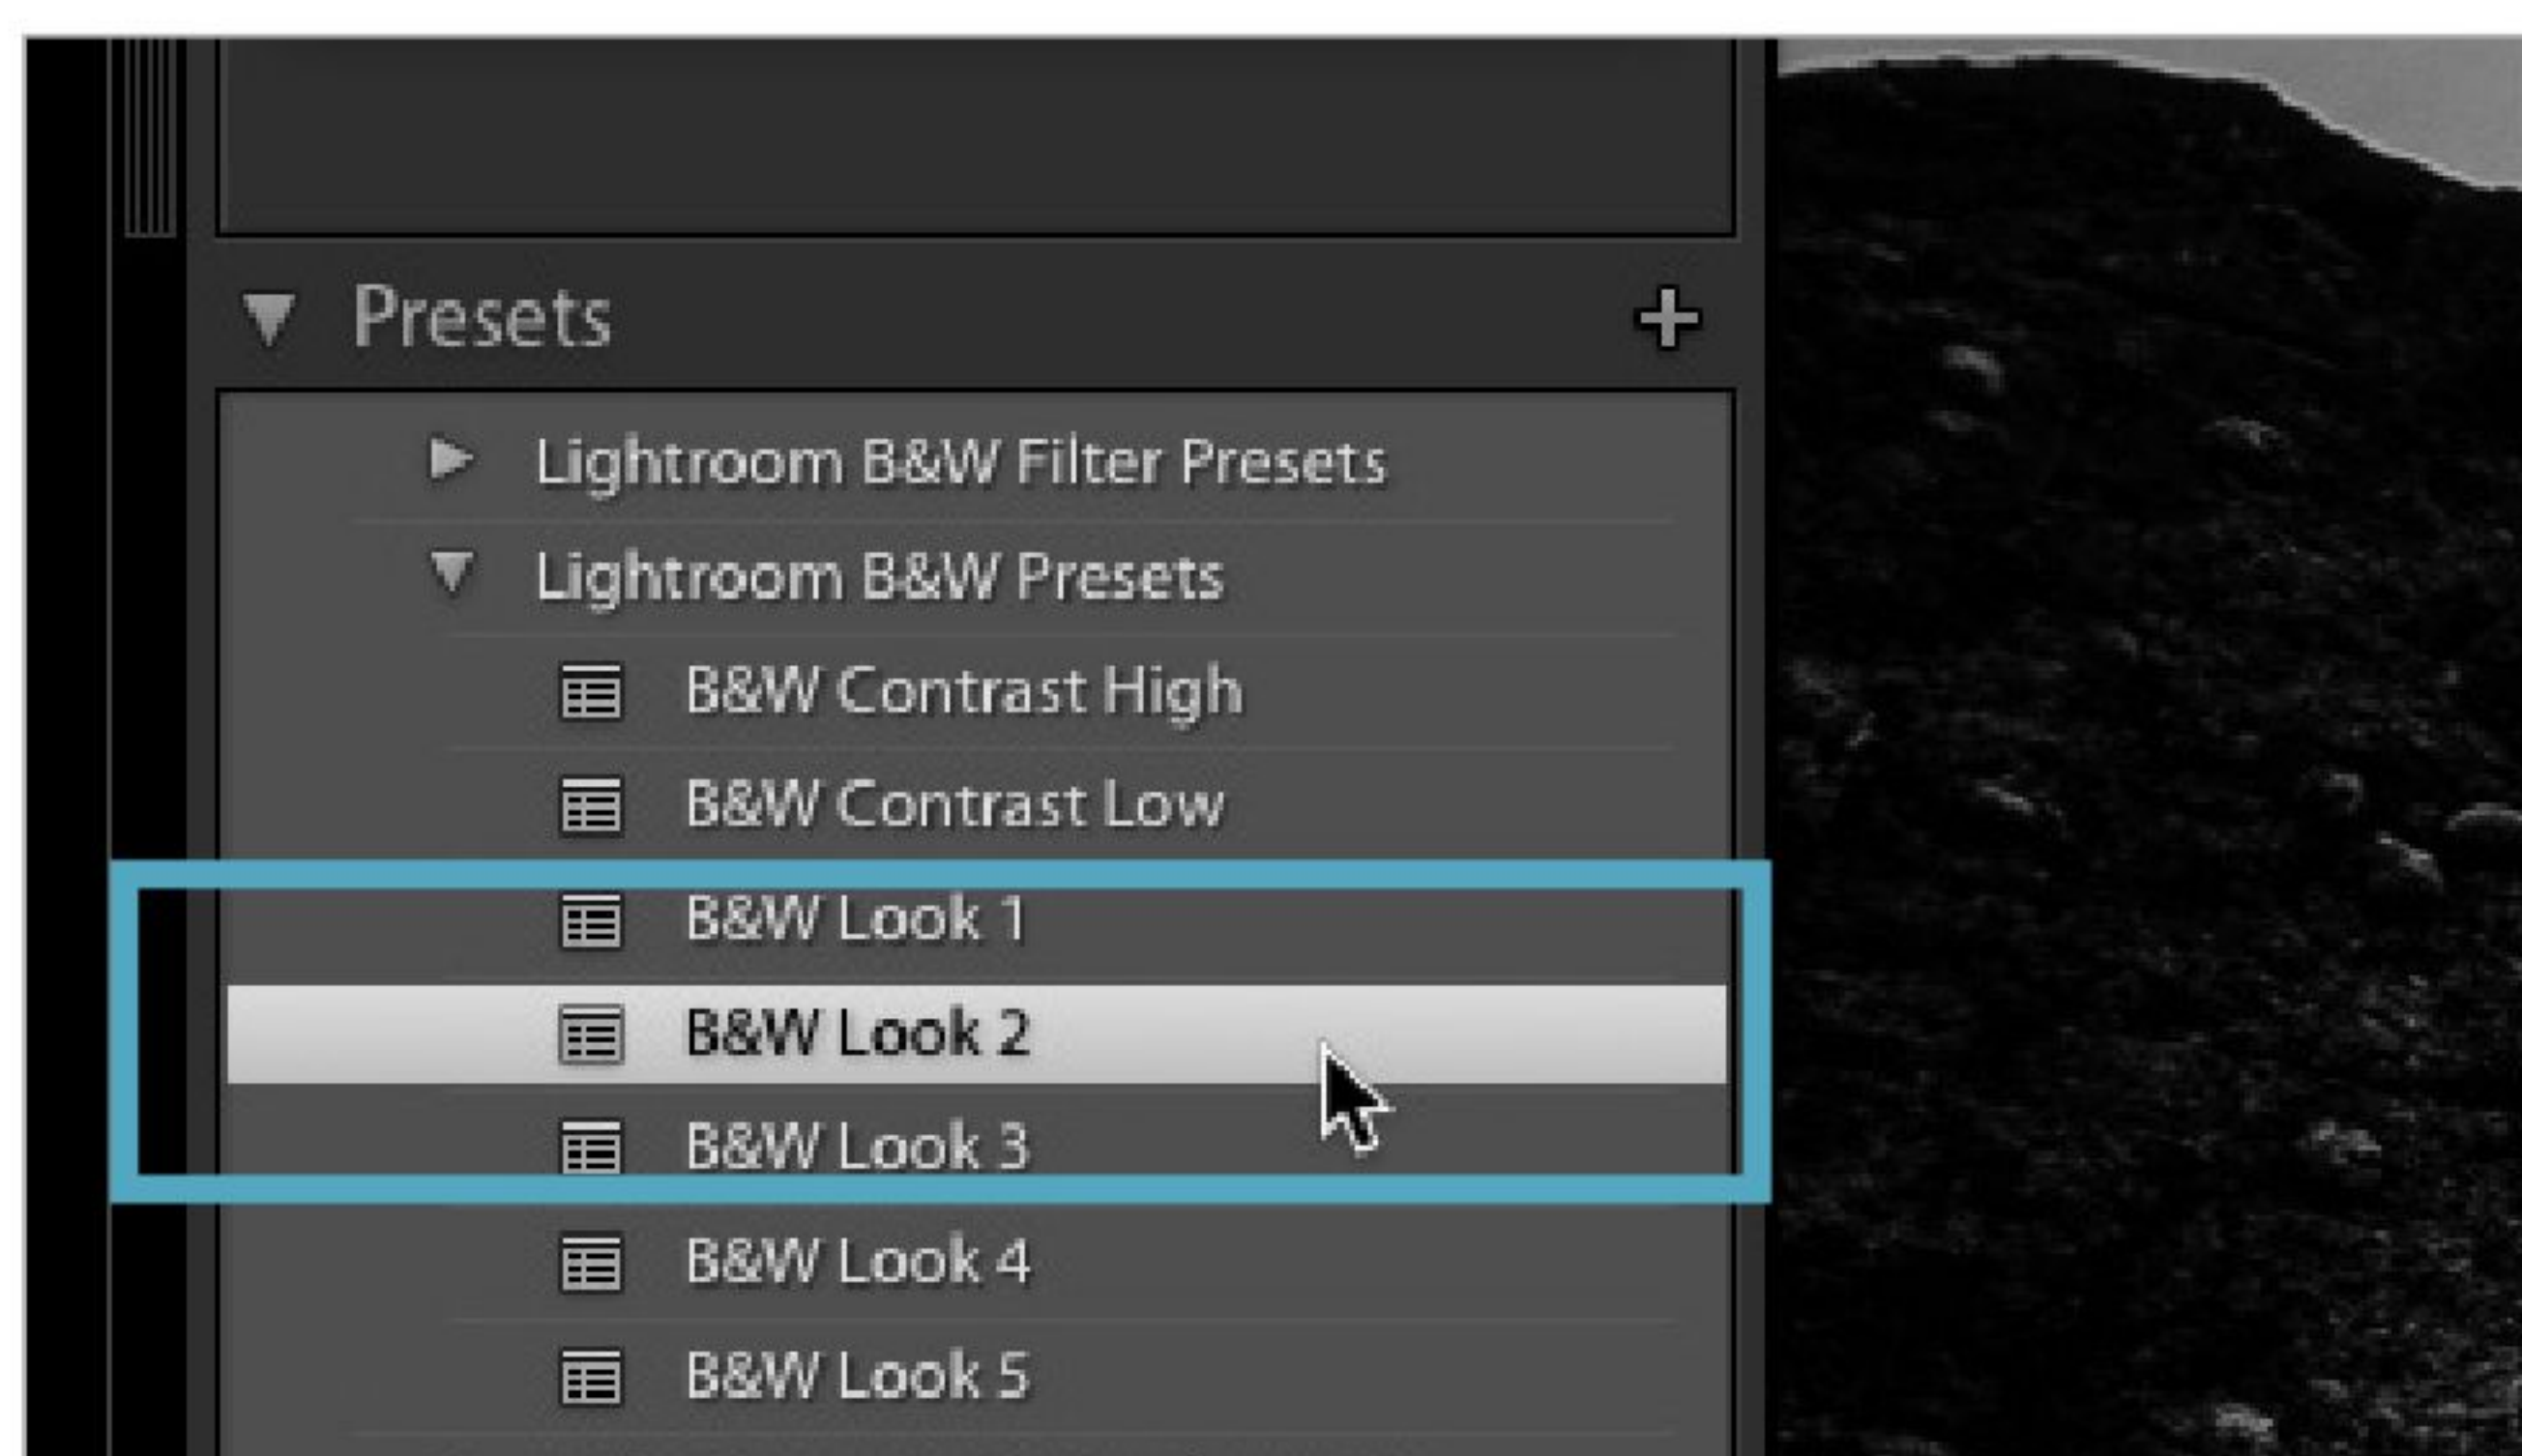 Presets
Lightroom B&W Filter Presets
Lightroom B&W Presets
B&W Contrast High
B&W Contrast Low
B&W Look 1
B&W Look 2
B&W Look 3
B&W Look 4
B&W Look 5